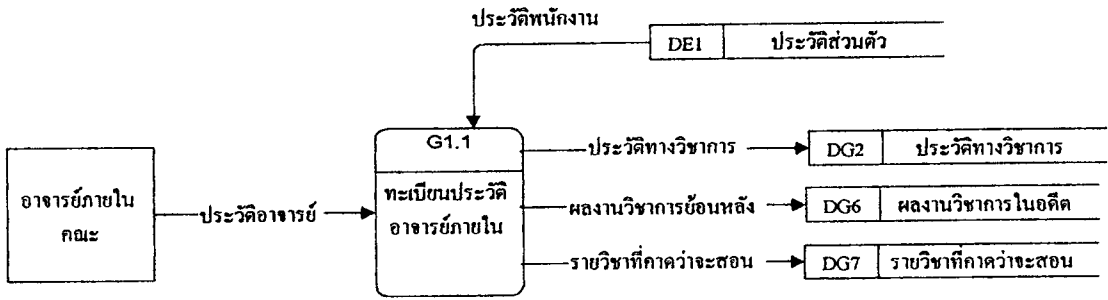 ประวัติพนักงาน
DE1 ประวัติส่วนตัว
G1.1
ประวัติทางวิชาการ
DG2 ประวัติทางวิชาการ
อาจารย์ภายใน
คณะ
ประวัติอาจารย์
ทะเบียนประวัติ
อาจารย์ภายใน
ผลงานวิชาการย้อนหลัง
DG6 ผลงานวิชาการในอดีต
รายวิชาที่คาดว่าจะสอน
DG7 รายวิชาที่คาดว่าจะสอน